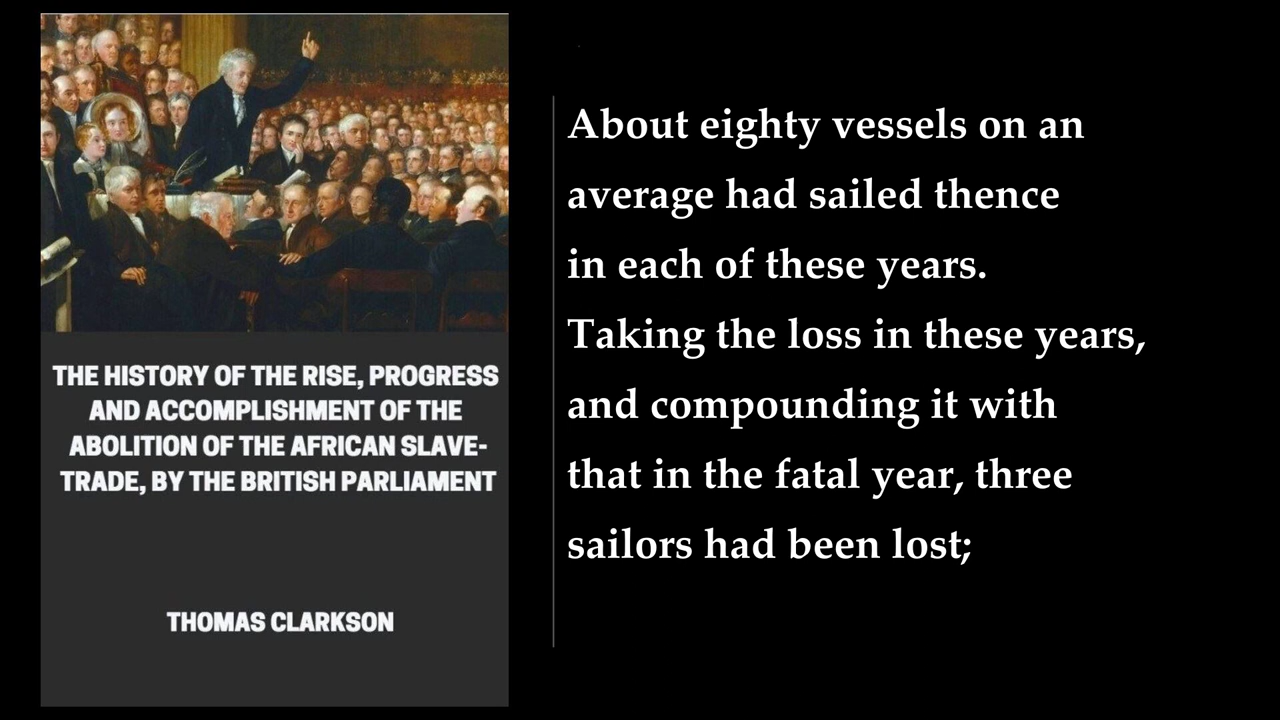 THE HISTORY OF THE RISE, PROGRESS
AND ACCOMPLISHMENT OF THE
ABOLITION OF THE AFRICAN SLAVE-
TRADE, BY THE BRITISH PARLIAMENT
THOMAS CLARKSON
About eighty vessels on an
average had sailed thence
in each of these years.
Taking the loss in these years,
and compounding it with
that in the fatal year, three
sailors had been lost;